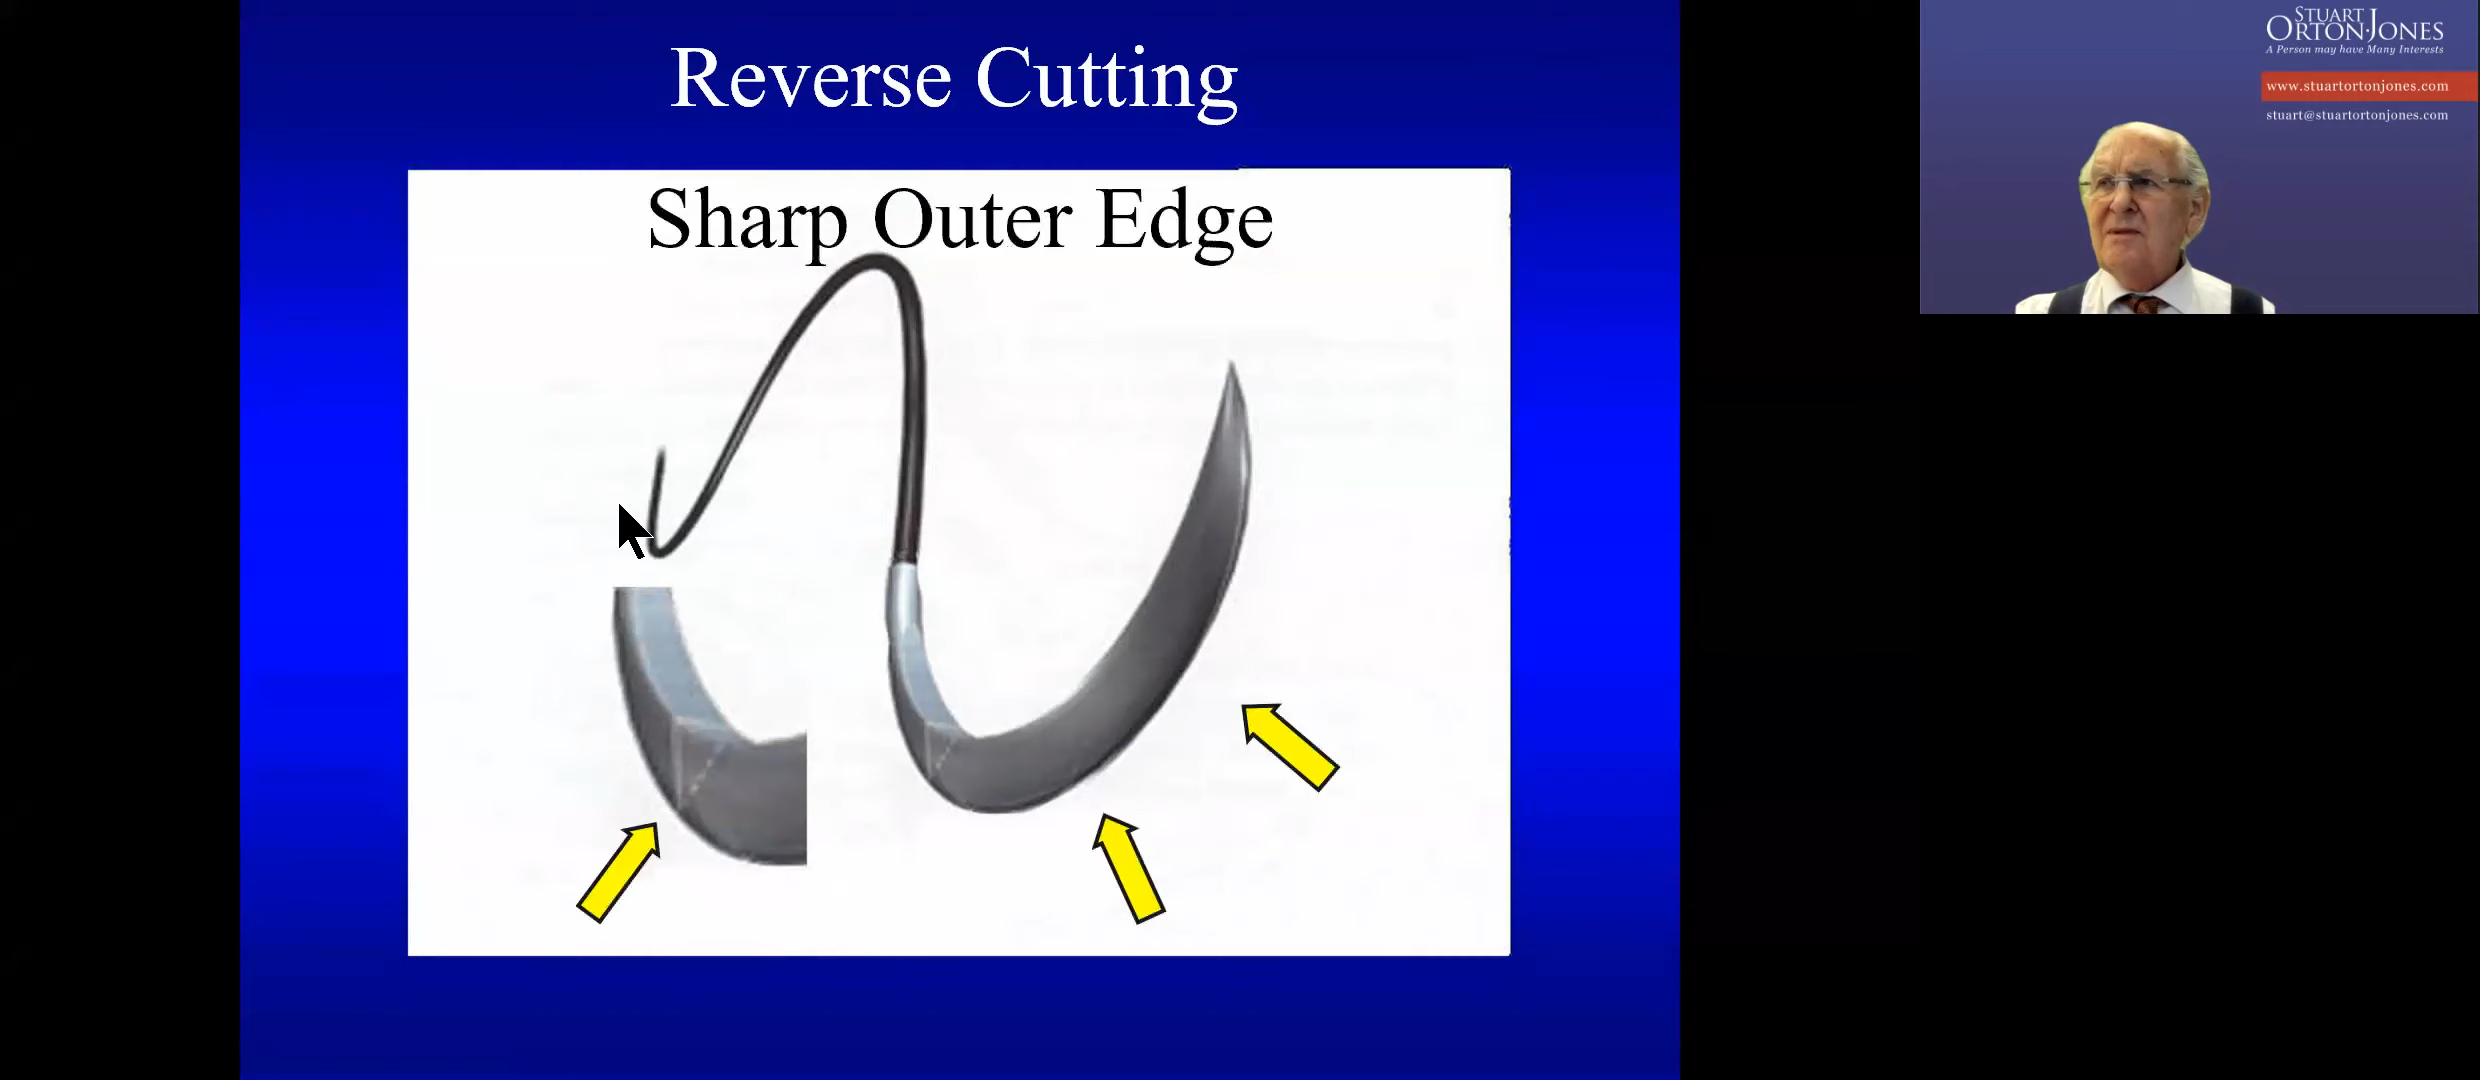 Reverse Cutting
Sharp Outer Edge
STUART
ORTON-JONES
A Person may have Many Interests
www.stuartortonjones.com
stuart@stuartortonjones.com